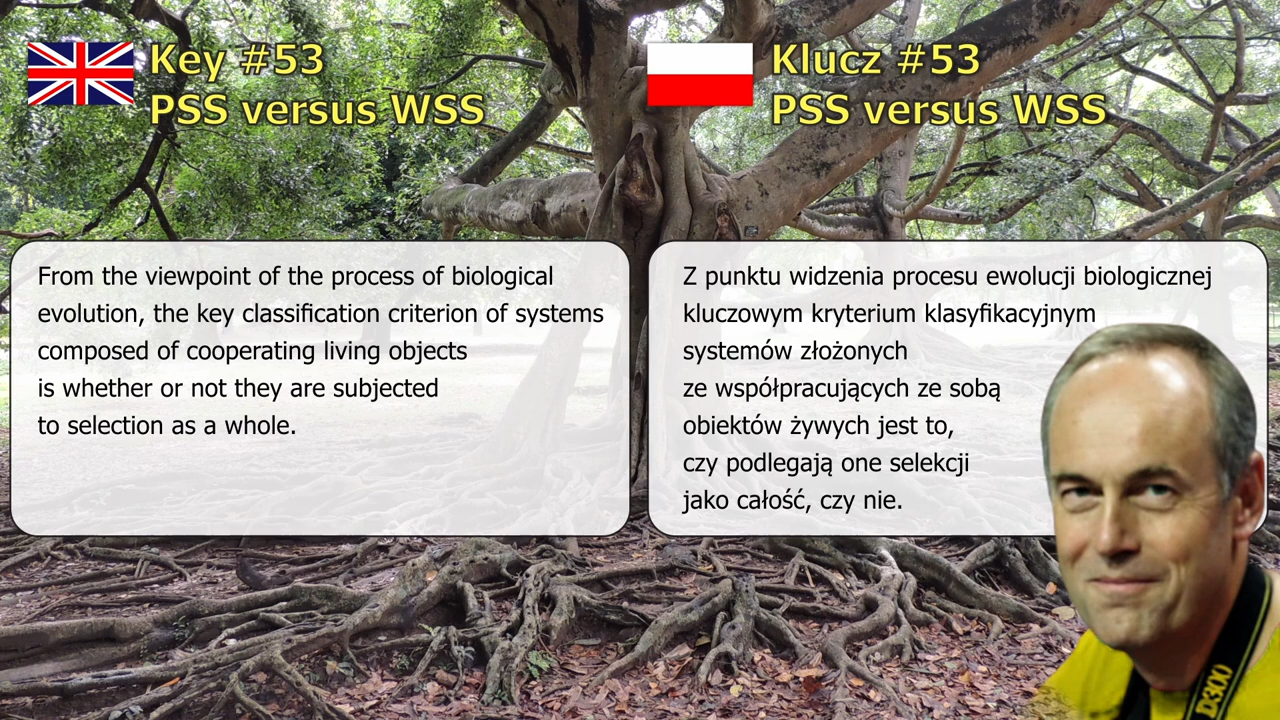 Key #53
PSS versus WSS
Klucz #53
PSS versus WSS
From the viewpoint of the process of biological
evolution, the key classification criterion of systems
composed of cooperating living objects
is whether or not they are subjected
to selection as a whole.
Z punktu widzenia procesu ewolucji biologicznej
kluczowym kryterium klasyfikacyjnym
systemów złożonych
ze współpracujących ze sobą
obiektów żywych jest to,
czy podlegają one selekcji
jako całość, czy nie.
D300